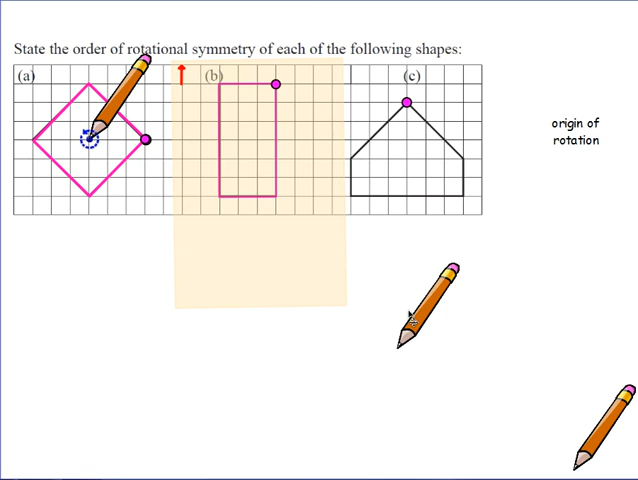 State the order of rotational symmetry of each of the following shapes:
(a) (b) (c)
origin of
rotation